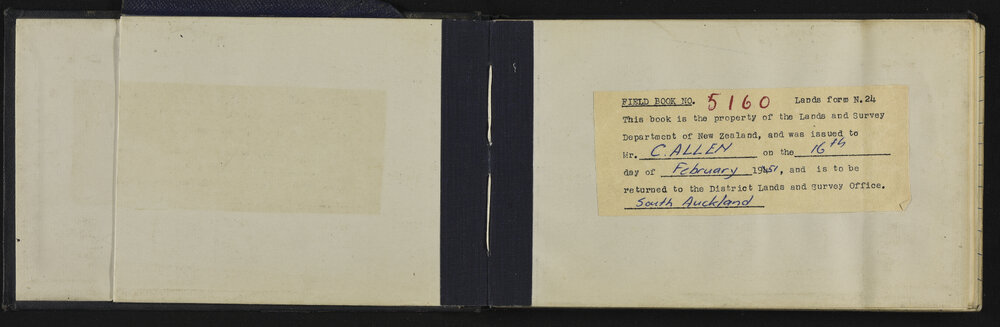 FIELD BOOK NO. 5160 Lands form N.24
This book is the property of the Lands and Survey
Department of New Zealand, and was issued to
Mr. C. ALLEN on the 16th
day of February 1951, and is to be
returned to the District Lands and Survey Office.
South Auckland